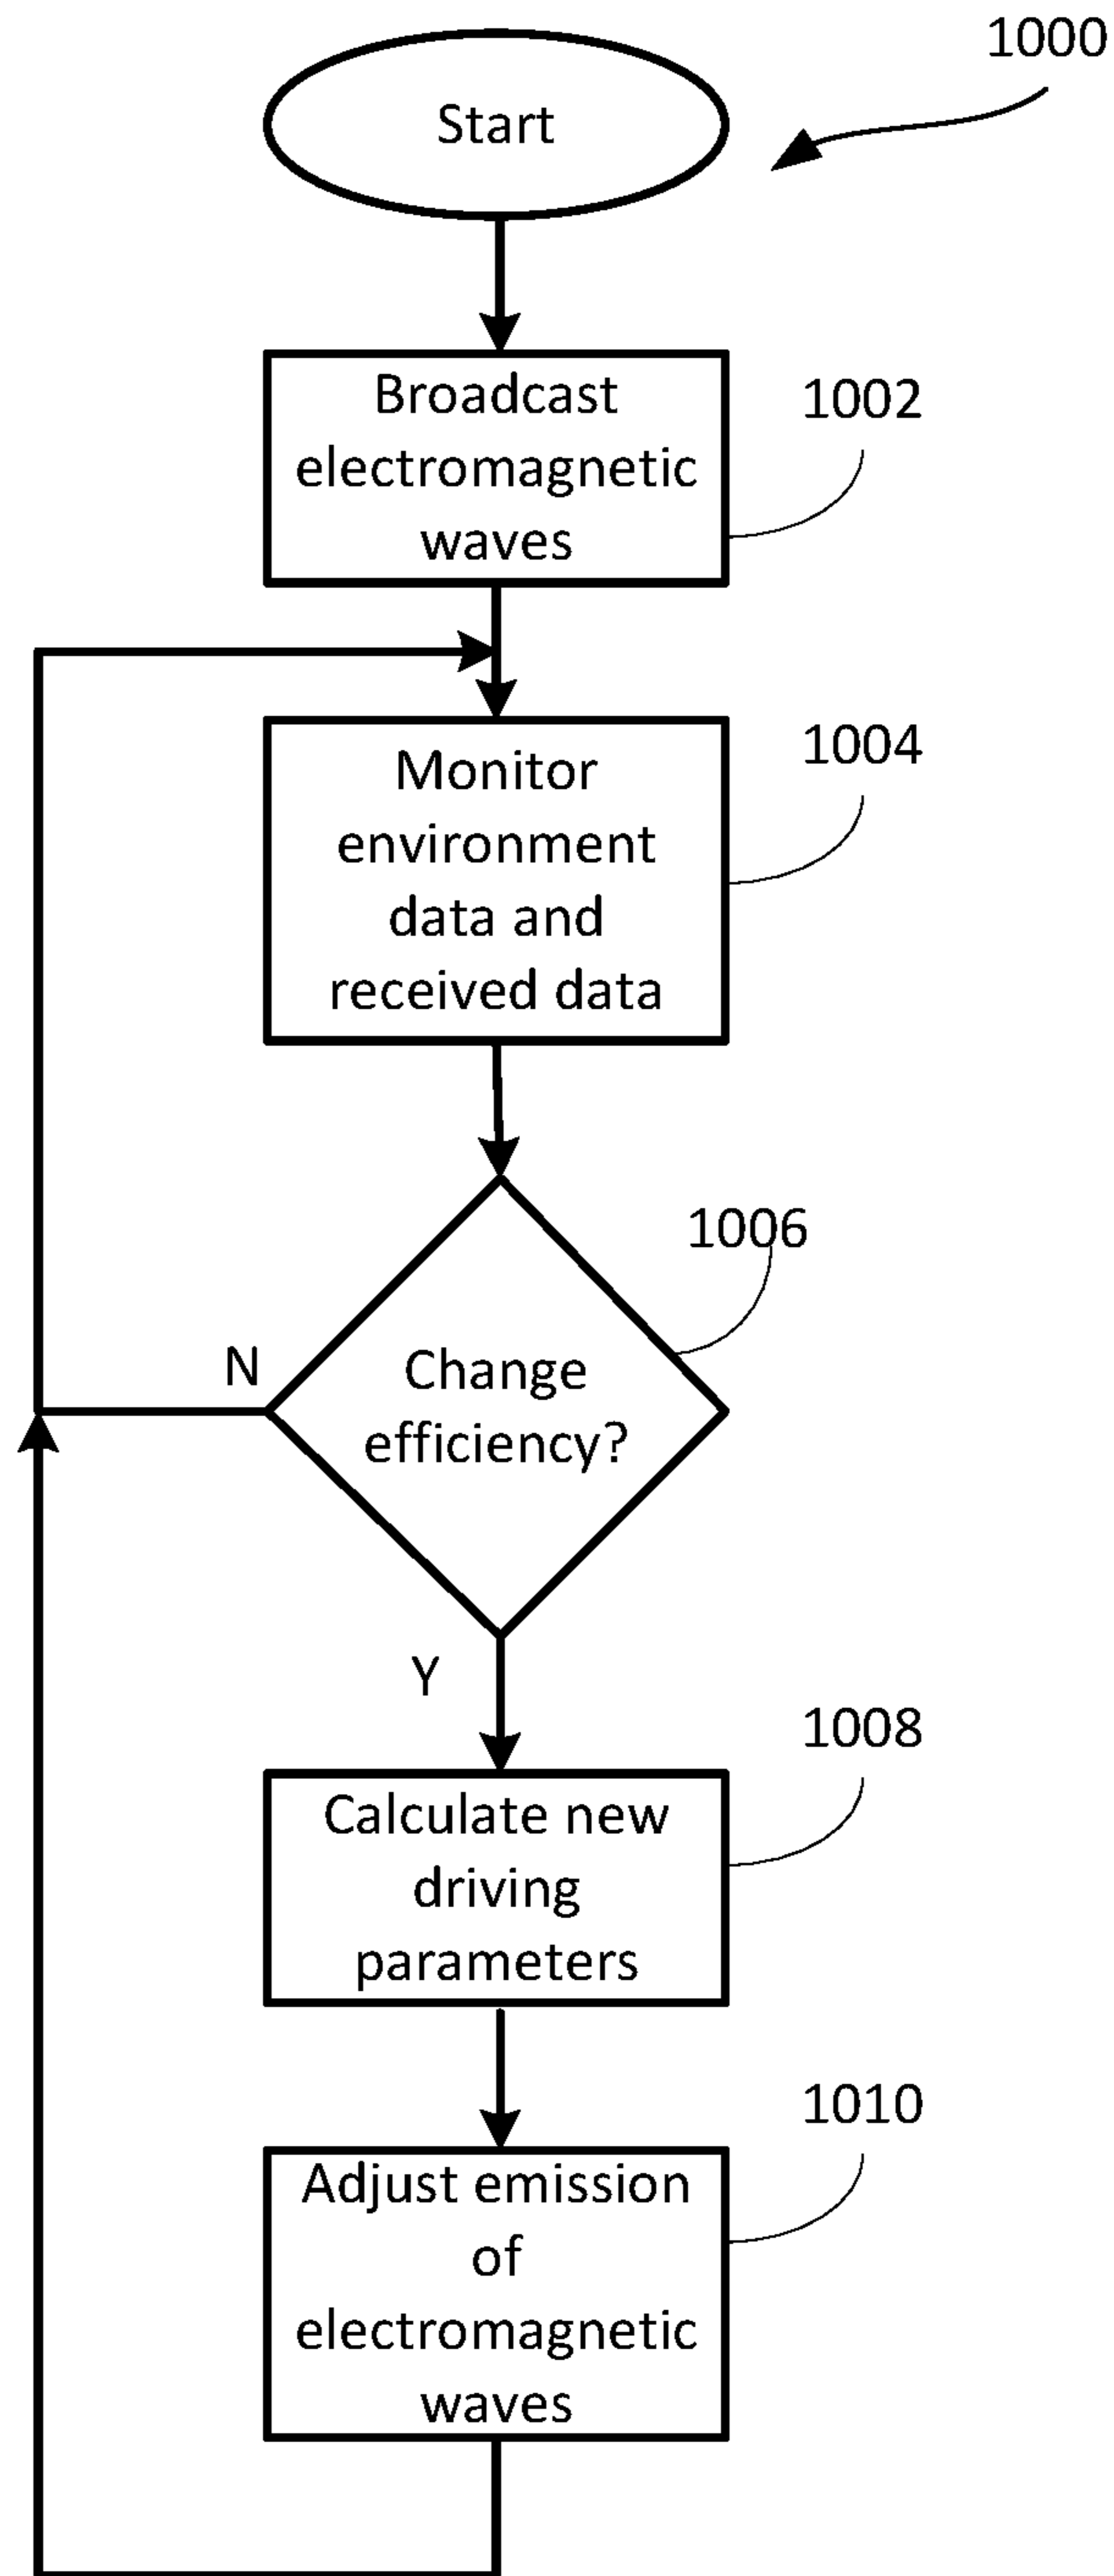 1000
Start
Broadcast
electromagnetic
waves
1002
Monitor
environment
data and
received data
1004
1006
N
Change
efficiency?
Y
1008
Calculate new
driving
parameters
1010
Adjust emission
of
electromagnetic
waves